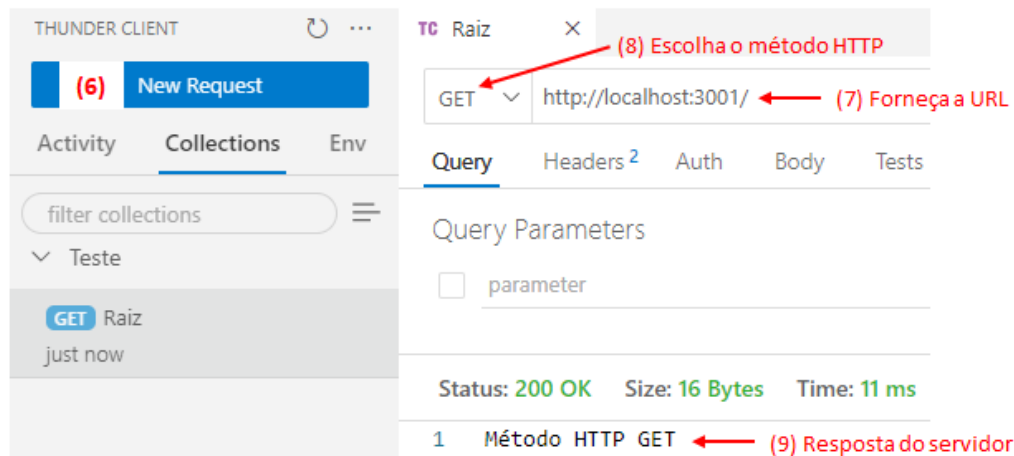 THUNDER CLIENT
(6) New Request
Activity Collections Env
filter collections
Teste
GET Raiz
just now
TC Raiz
(8) Escolha o método HTTP
GET http://localhost:3001/ (7) Forneça a URL
Query Headers 2 Auth Body Tests
Query Parameters
parameter
Status: 200 OK Size: 16 Bytes Time: 11 ms
1 Método HTTP GET (9) Resposta do servidor